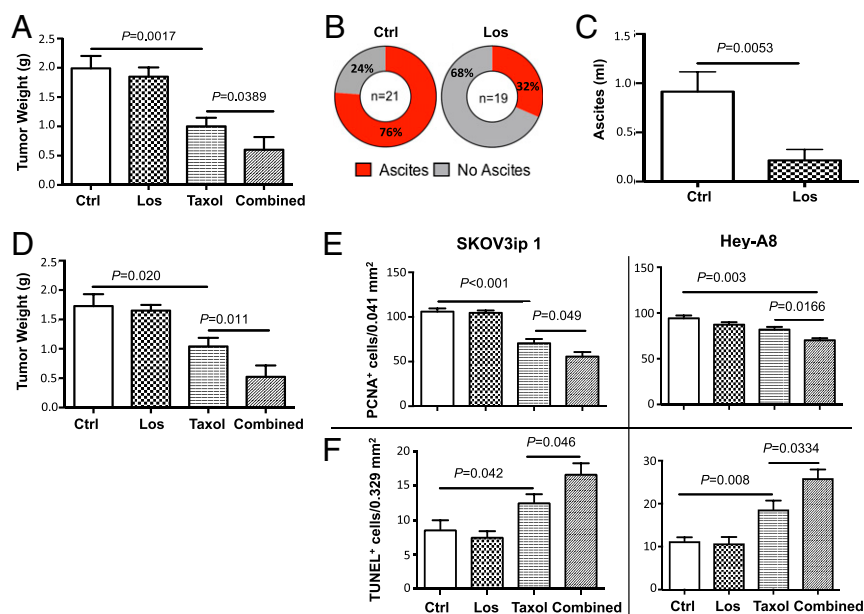 A
Tumor Weight (g)
2.5
2.0
1.5
1.0
0.5
0.0
P=0.0017
P=0.0389
Ctrl Los Taxol Combined
B
Ctrl Los
24%
76%
n=21
68%
32%
n=19
Ascites No Ascites
C
Ascites (ml)
1.5
1.0
0.5
0.0
P=0.0053
Ctrl Los
D
Tumor Weight (g)
2.5
2.0
1.5
1.0
0.5
0.0
P=0.020
P=0.011
Ctrl Los Taxol Combined
E
SKOV3ip 1 Hey-A8
PCNA+ cells/0.041 mm²
150
100
50
0
P<0.001
P=0.049
150
100
50
0
P=0.003
P=0.0166
F
TUNEL+ cells/0.329 mm²
20
15
10
5
0
P=0.042
P=0.046
Ctrl Los Taxol Combined
30
20
10
0
P=0.008
P=0.0334
Ctrl Los Taxol Combined